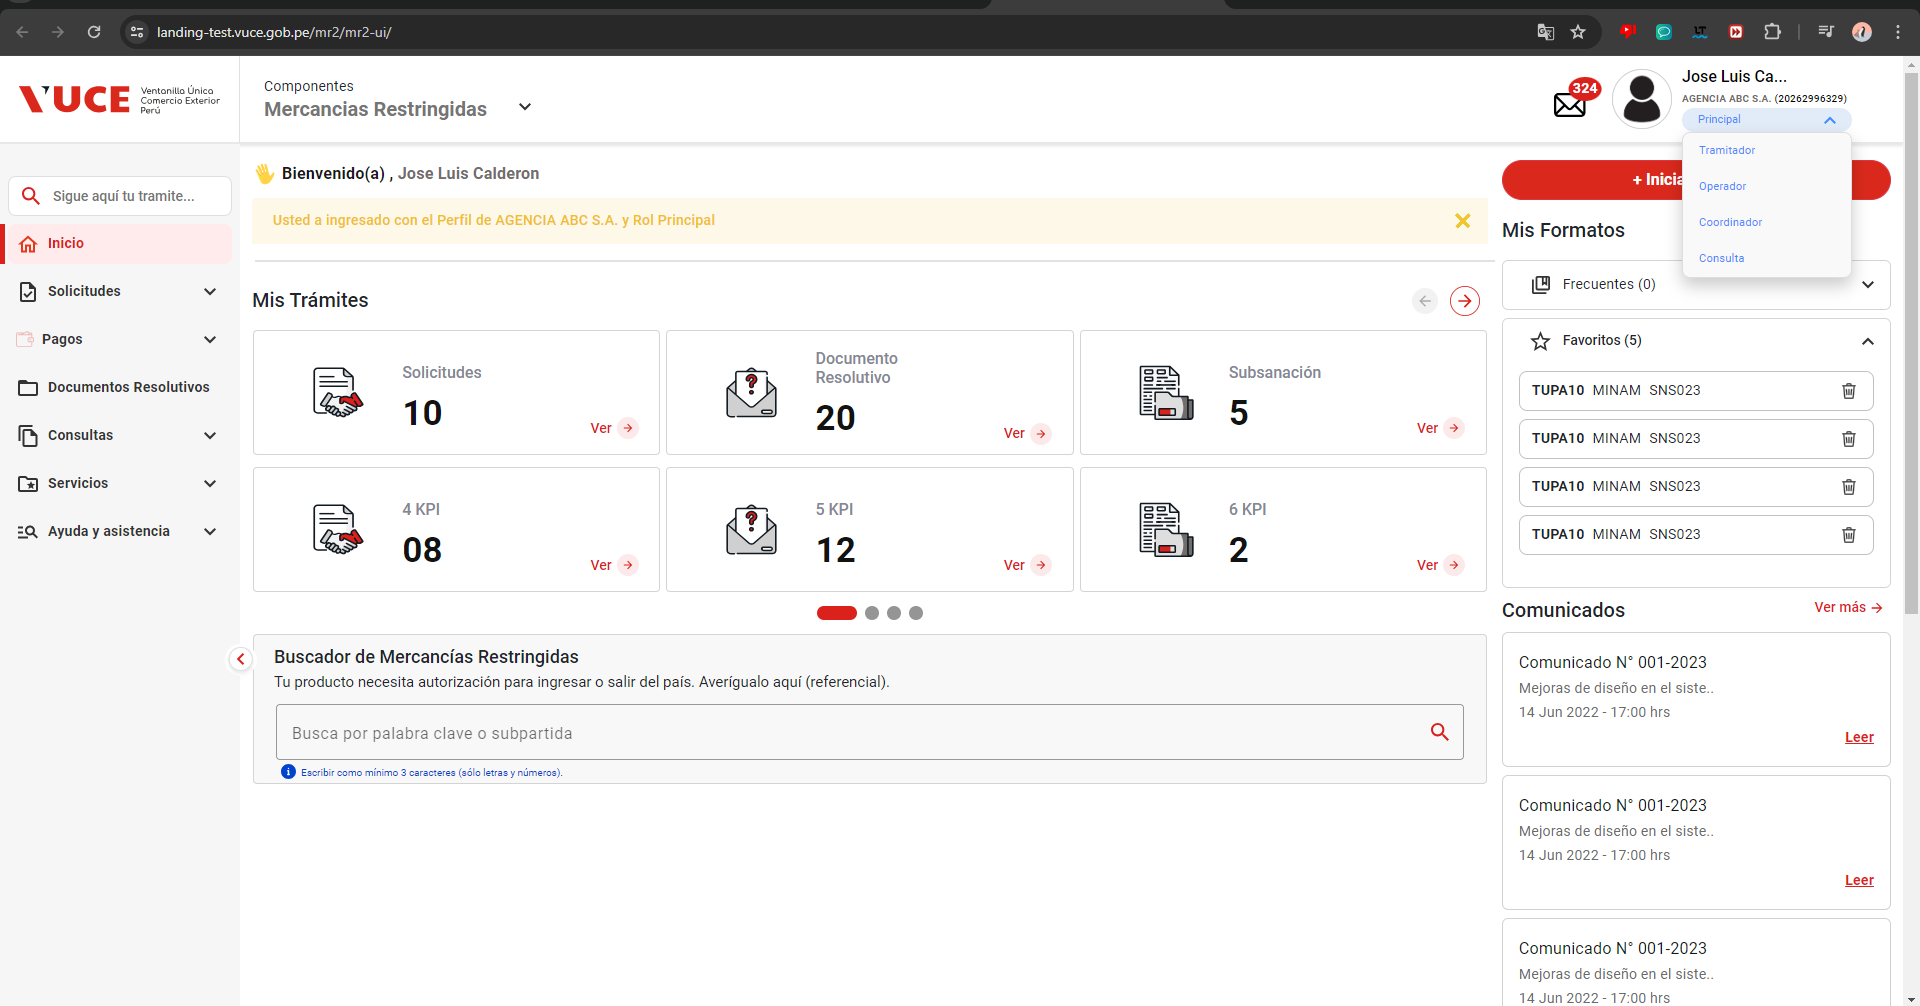 landing-test.vuce.gob.pe/mr2/mr2-ui/
VUCE
Ventanilla Única
Comercio Exterior
Perú
Componentes
Mercancias Restringidas
324
Jose Luis Ca...
AGENCIA ABC S.A. (20262996329)
Principal
Tramitador
Operador
Coordinador
Consulta
Sigue aquí tu tramite...
Inicio
Solicitudes
Pagos
Documentos Resolutivos
Consultas
Servicios
Ayuda y asistencia
Bienvenido(a) , Jose Luis Calderon
Usted a ingresado con el Perfil de AGENCIA ABC S.A. y Rol Principal
Mis Trámites
Solicitudes
10
Ver
Documento
Resolutivo
20
Ver
Subsanación
5
Ver
4 KPI
08
Ver
5 KPI
12
Ver
6 KPI
2
Ver
Buscador de Mercancías Restringidas
Tu producto necesita autorización para ingresar o salir del país. Averígualo aquí (referencial).
Busca por palabra clave o subpartida
Escribir como mínimo 3 caracteres (sólo letras y números).
+ Inicia
Mis Formatos
Frecuentes (0)
Favoritos (5)
TUPA10 MINAM SNS023
TUPA10 MINAM SNS023
TUPA10 MINAM SNS023
TUPA10 MINAM SNS023
Comunicados
Ver más
Comunicado N° 001-2023
Mejoras de diseño en el siste..
14 Jun 2022 - 17:00 hrs
Leer
Comunicado N° 001-2023
Mejoras de diseño en el siste..
14 Jun 2022 - 17:00 hrs
Leer
Comunicado N° 001-2023
Mejoras de diseño en el siste..
14 Jun 2022 - 17:00 hrs